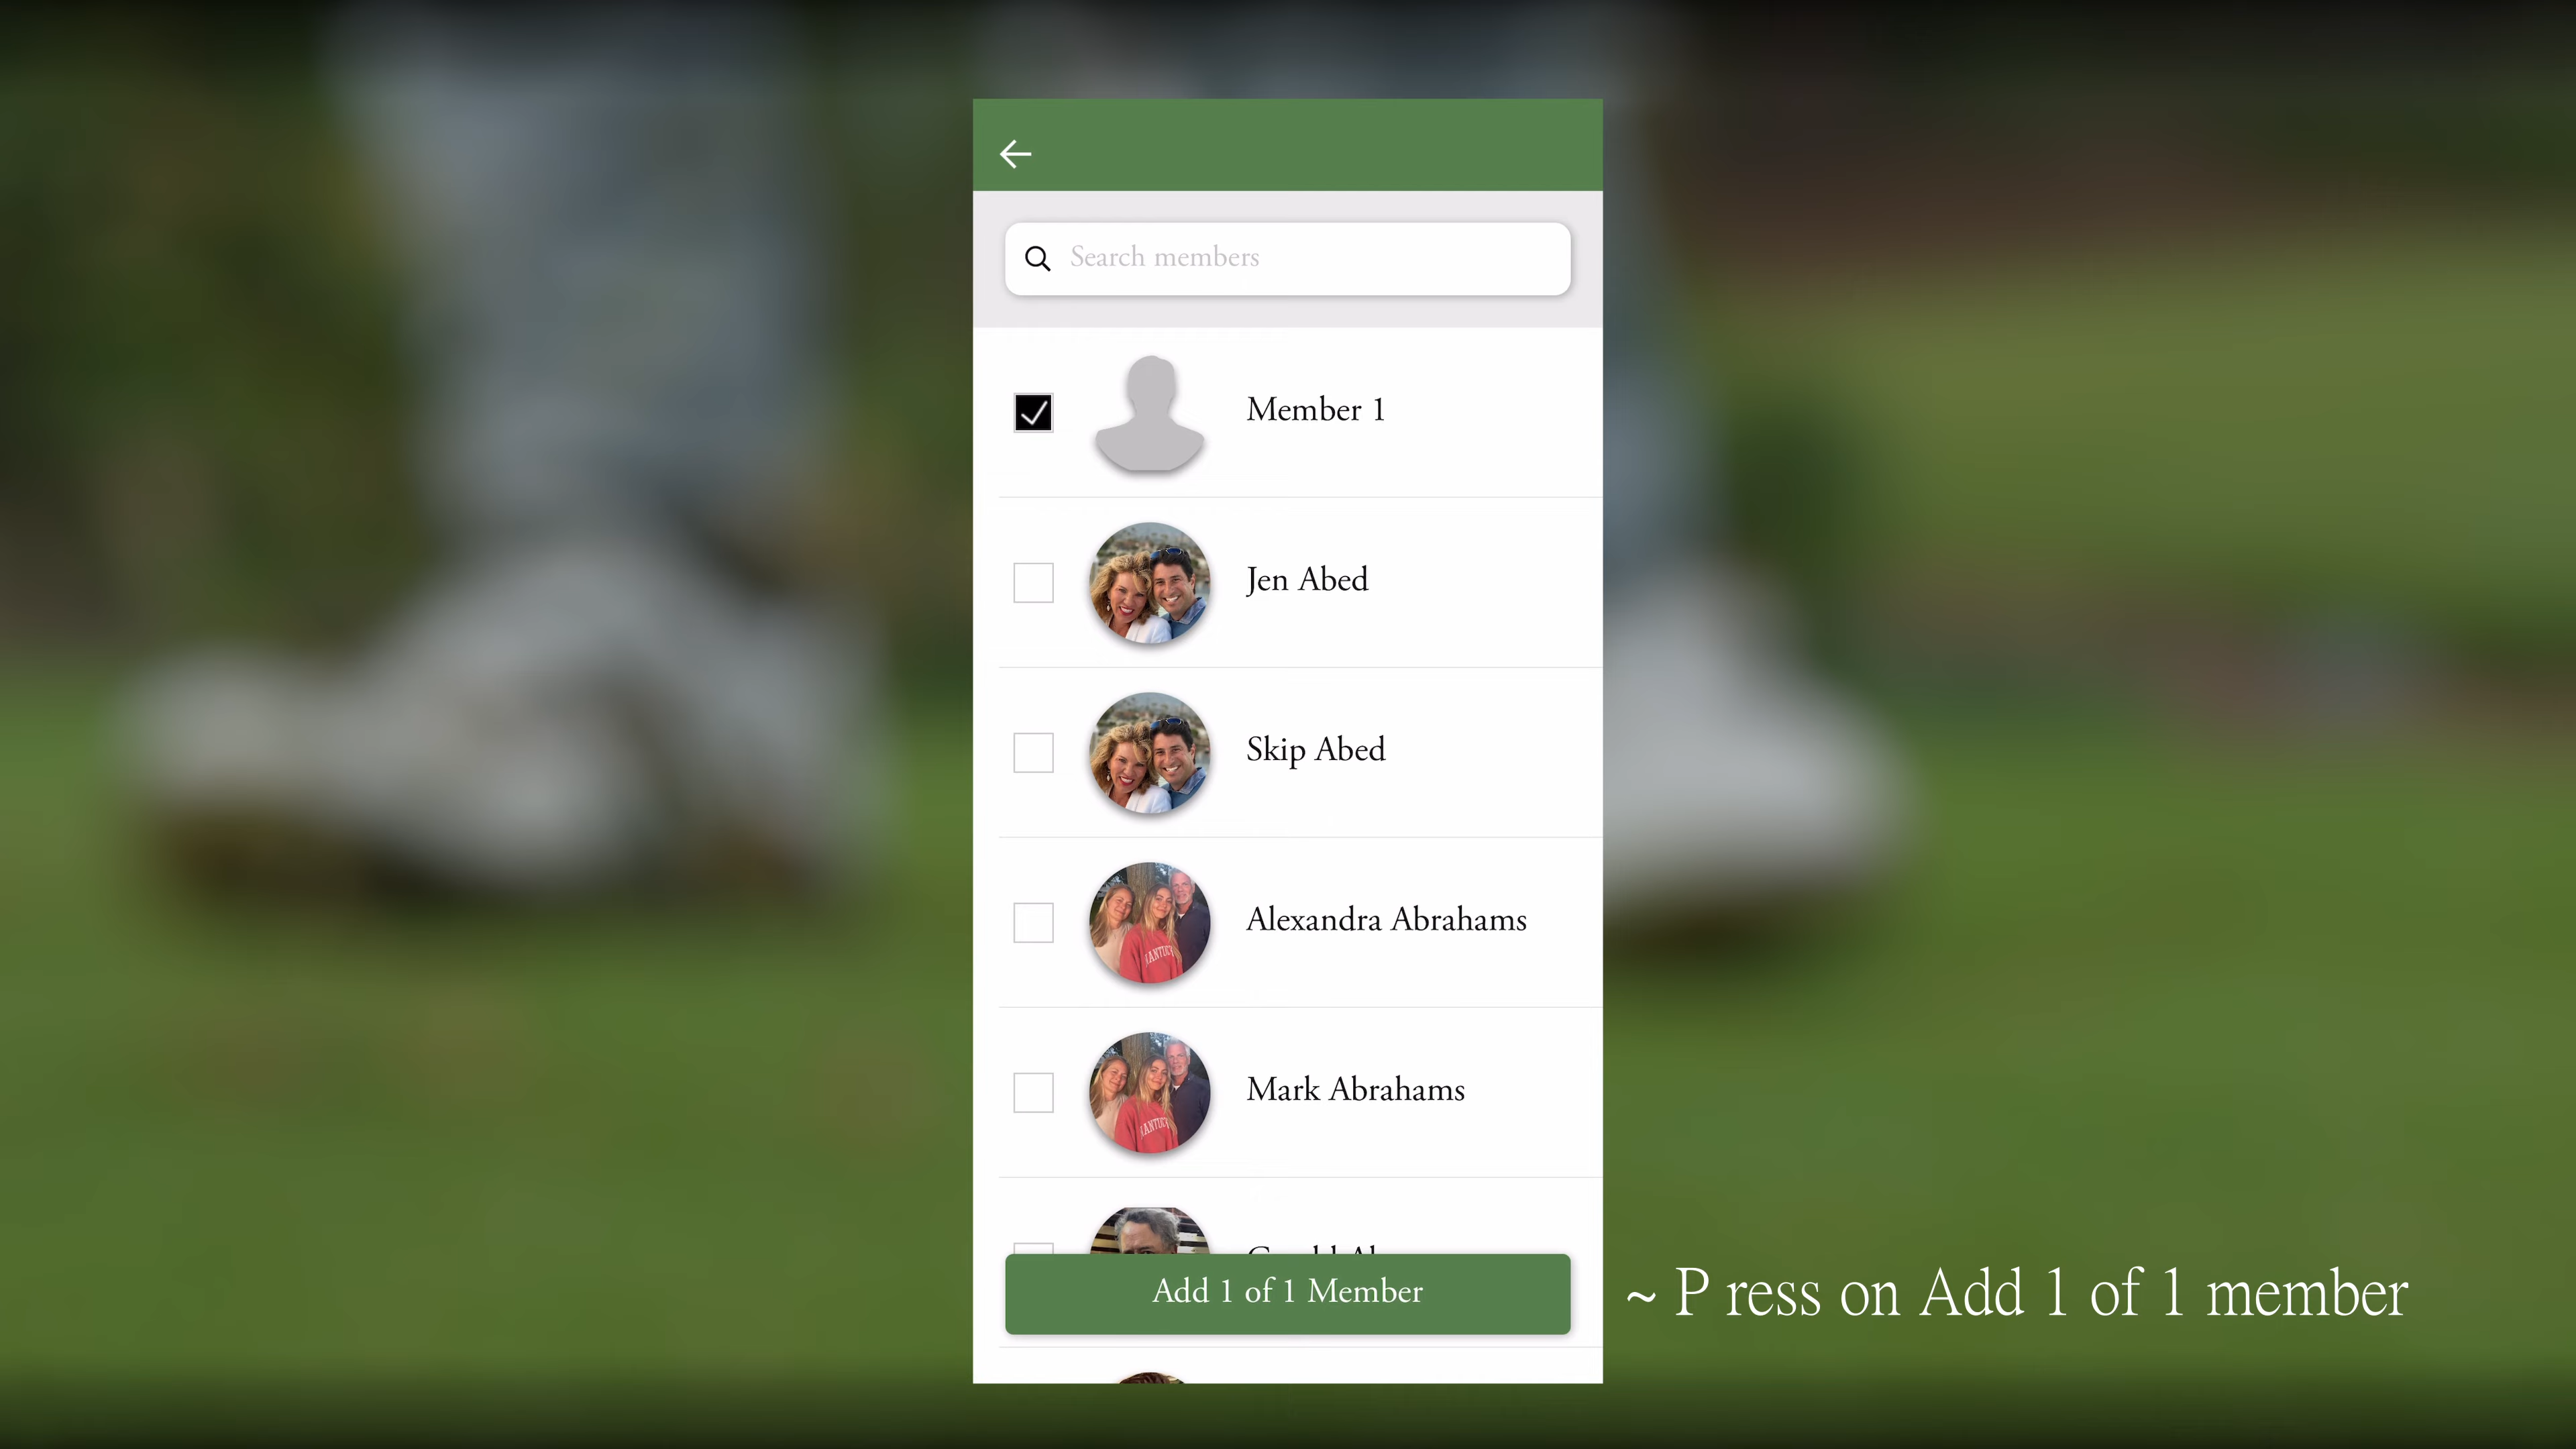 Search members
Member 1
Jen Abed
Skip Abed
Alexandra Abrahams
Mark Abrahams
Add 1 of 1 Member
~ P ress on Add 1 of 1 member